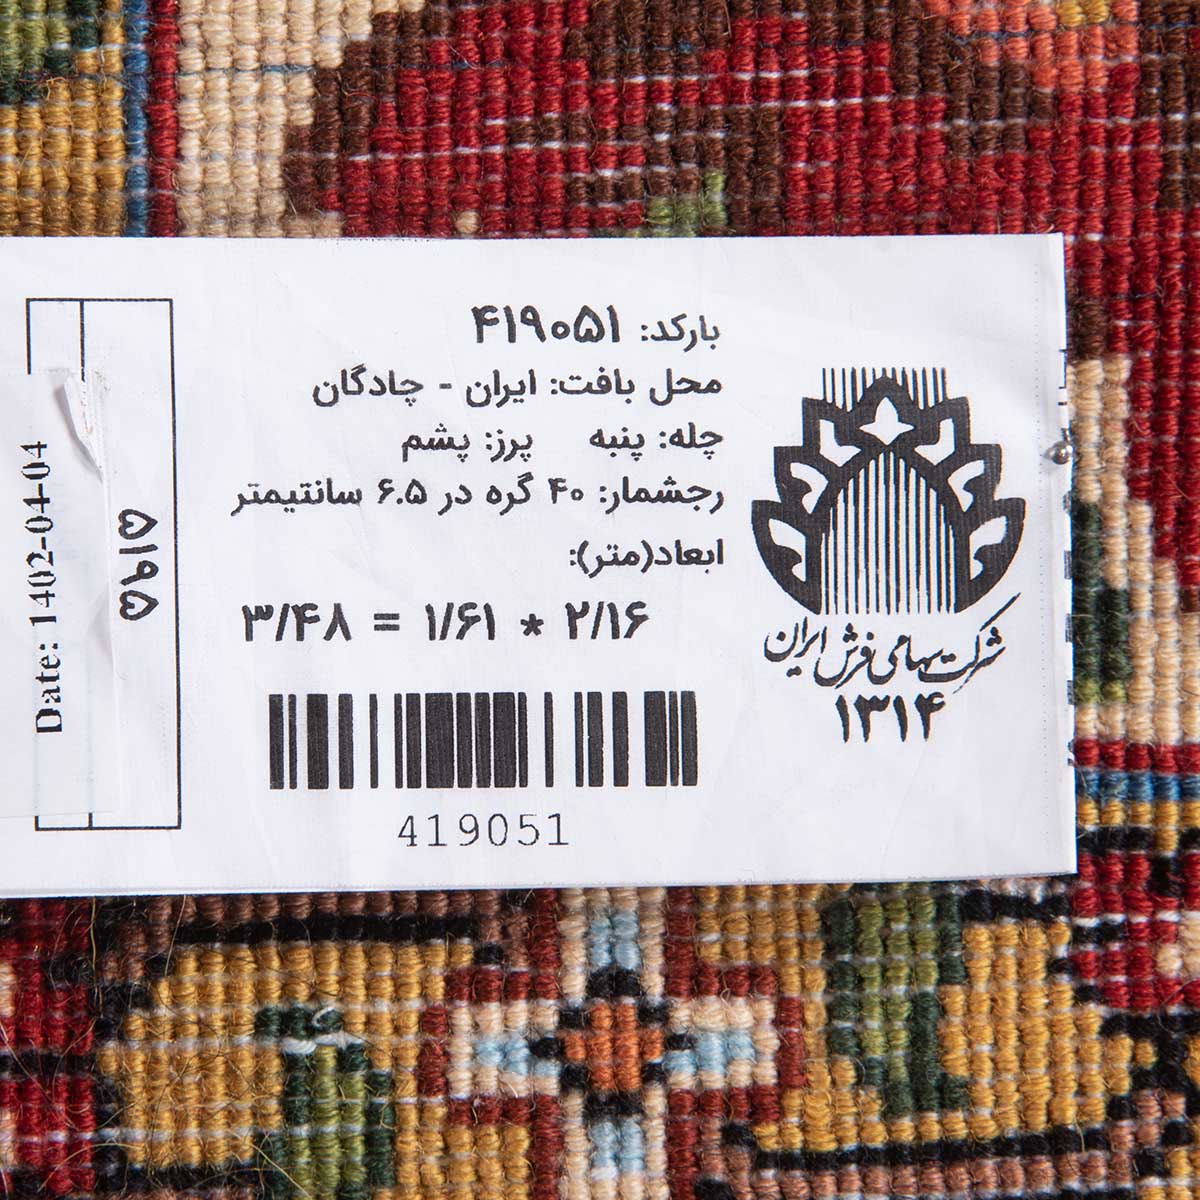 بارکد: ۴۱۹۰۵۱
محل بافت: ایران - چادگان
چله: پنبه پرز: پشم
رجشمار: ۴۰ گره در ۶.۵ سانتیمتر
ابعاد(متر):
۲/۱۶ * ۱/۶۱ = ۳/۴۸
419051
شرکت سهامی فرش ایران
۱۳۱۴
۵۹۱۵
Date: 1402-04-04